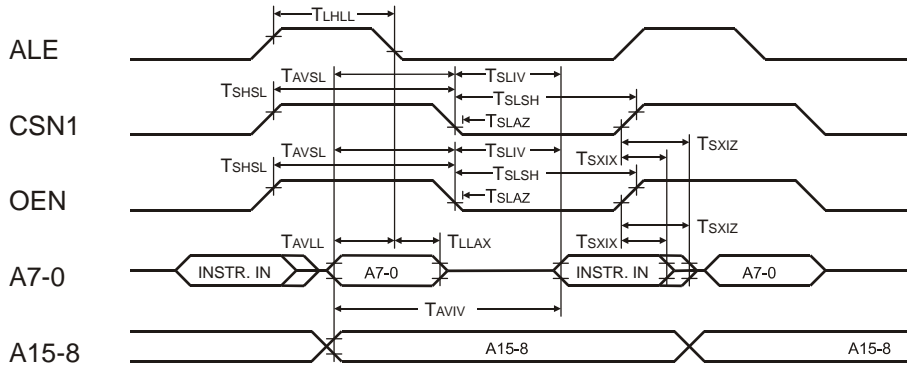 TLHLL
ALE
TAVSL TSLIV
TSHSL TSLSH
CSN1 TSLAZ
TSXIZ
TSXIX
TAVSL TSLIV
TSHSL TSLSH
OEN TSLAZ
TSXIZ
TAVLL TLLAX TSXIX
A7-0 INSTR. IN A7-0 INSTR. IN A7-0
TAVIV
A15-8 A15-8 A15-8